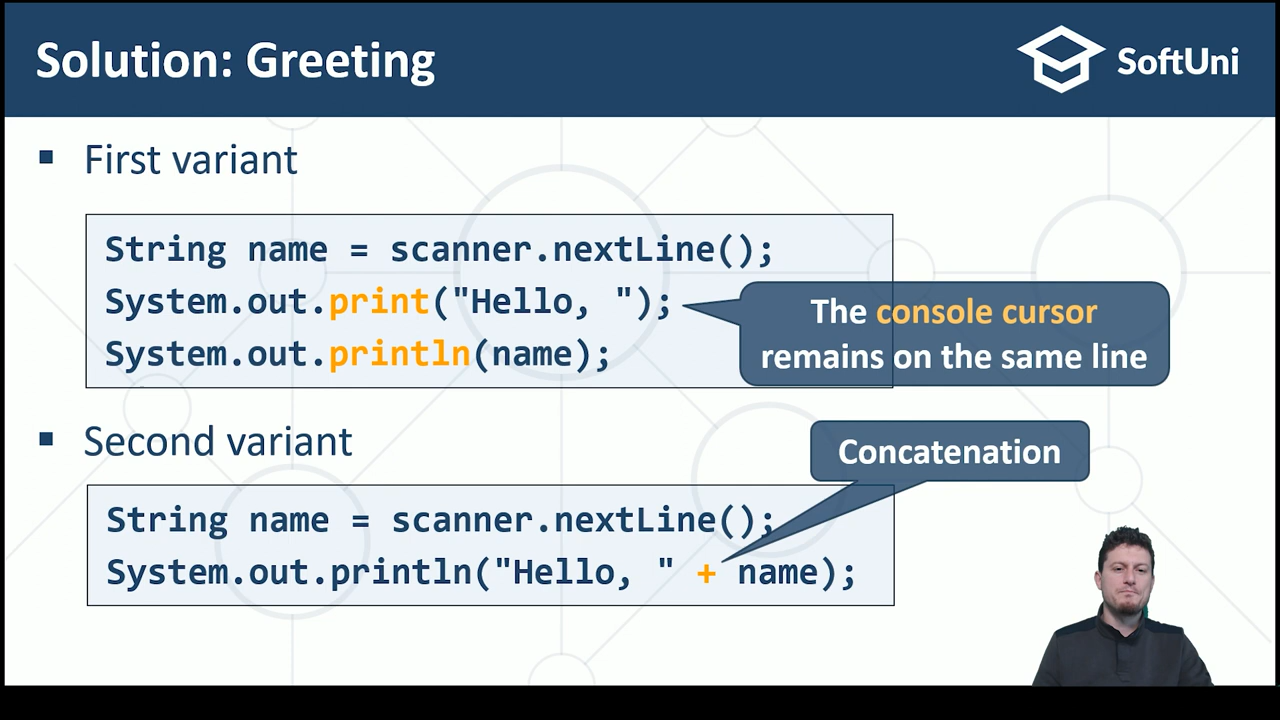 Solution: Greeting
SoftUni
▪ First variant
String name = scanner.nextLine();
System.out.print("Hello, ");
System.out.println(name);
The console cursor
remains on the same line
▪ Second variant
Concatenation
String name = scanner.nextLine();
System.out.println("Hello, " + name);